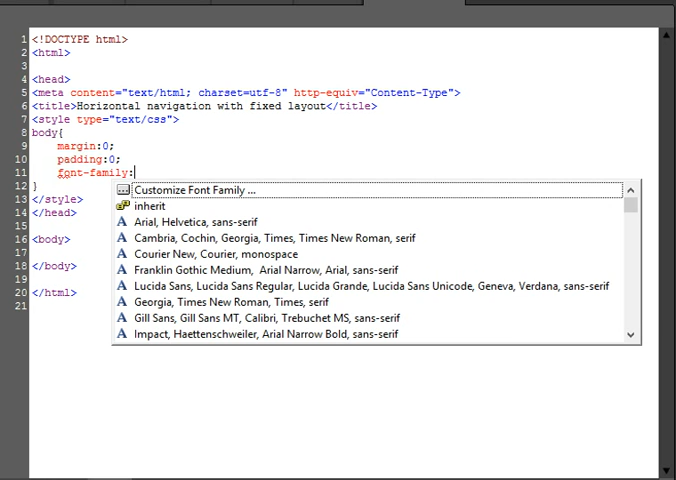 1 <!DOCTYPE html>
2 <html>
3
4 <head>
5 <meta content="text/html; charset=utf-8" http-equiv="Content-Type">
6 <title>Horizontal navigation with fixed layout</title>
7 <style type="text/css">
8 body{
9 margin:0;
10 padding:0;
11 font-family:
12 }
13 </style>
14 </head>
15
16 <body>
17
18 </body>
19
20 </html>
21
Customize Font Family ...
inherit
Arial, Helvetica, sans-serif
Cambria, Cochin, Georgia, Times, Times New Roman, serif
Courier New, Courier, monospace
Franklin Gothic Medium, Arial Narrow, Arial, sans-serif
Lucida Sans, Lucida Sans Regular, Lucida Grande, Lucida Sans Unicode, Geneva, Verdana, sans-serif
Georgia, Times New Roman, Times, serif
Gill Sans, Gill Sans MT, Calibri, Trebuchet MS, sans-serif
Impact, Haettenschweiler, Arial Narrow Bold, sans-serif